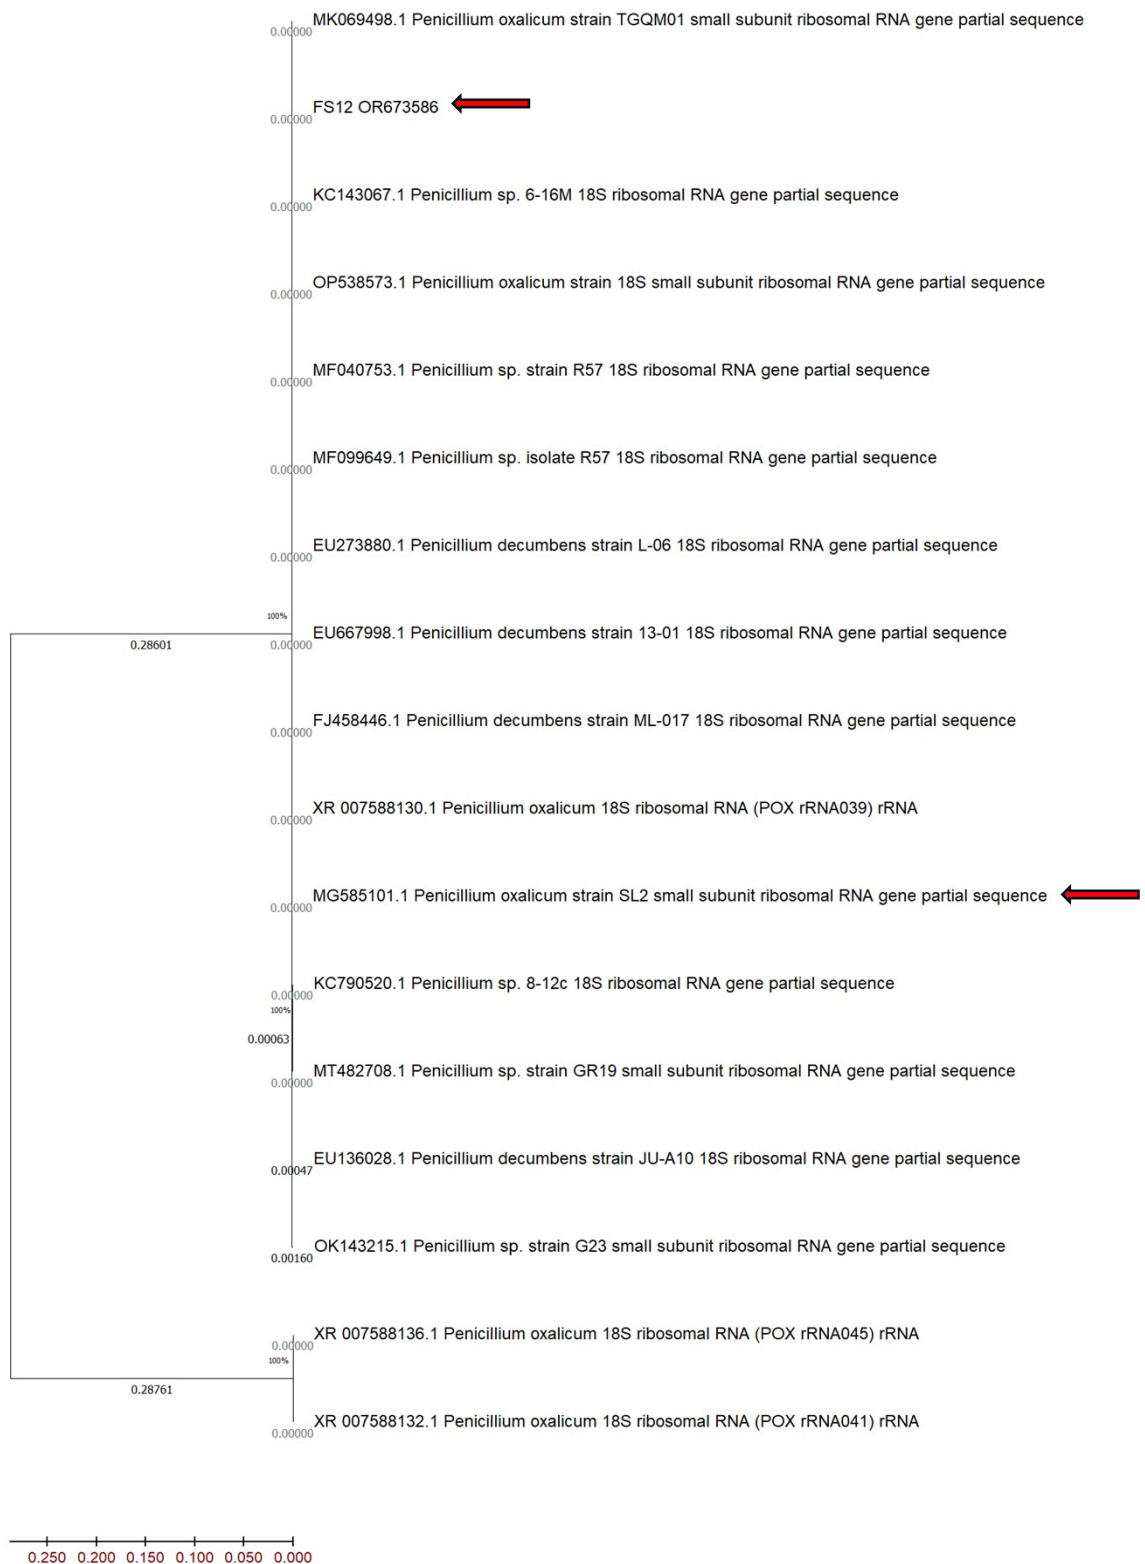 MK069498.1 Penicillium oxalicum strain TGQM01 small subunit ribosomal RNA gene partial sequence
0.00000
FS12 OR673586
0.00000
KC143067.1 Penicillium sp. 6-16M 18S ribosomal RNA gene partial sequence
0.00000
OP538573.1 Penicillium oxalicum strain 18S small subunit ribosomal RNA gene partial sequence
0.00000
MF040753.1 Penicillium sp. strain R57 18S ribosomal RNA gene partial sequence
0.00000
MF099649.1 Penicillium sp. isolate R57 18S ribosomal RNA gene partial sequence
0.00000
EU273880.1 Penicillium decumbens strain L-06 18S ribosomal RNA gene partial sequence
0.00000
100%
EU667998.1 Penicillium decumbens strain 13-01 18S ribosomal RNA gene partial sequence
0.28601
0.00000
FJ458446.1 Penicillium decumbens strain ML-017 18S ribosomal RNA gene partial sequence
0.00000
XR 007588130.1 Penicillium oxalicum 18S ribosomal RNA (POX rRNA039) rRNA
0.00000
MG585101.1 Penicillium oxalicum strain SL2 small subunit ribosomal RNA gene partial sequence
0.00000
KC790520.1 Penicillium sp. 8-12c 18S ribosomal RNA gene partial sequence
0.00000
100%
0.00063
MT482708.1 Penicillium sp. strain GR19 small subunit ribosomal RNA gene partial sequence
0.00000
EU136028.1 Penicillium decumbens strain JU-A10 18S ribosomal RNA gene partial sequence
0.00047
OK143215.1 Penicillium sp. strain G23 small subunit ribosomal RNA gene partial sequence
0.00160
XR 007588136.1 Penicillium oxalicum 18S ribosomal RNA (POX rRNA045) rRNA
0.00000
100%
0.28761
XR 007588132.1 Penicillium oxalicum 18S ribosomal RNA (POX rRNA041) rRNA
0.00000
0.250 0.200 0.150 0.100 0.050 0.000